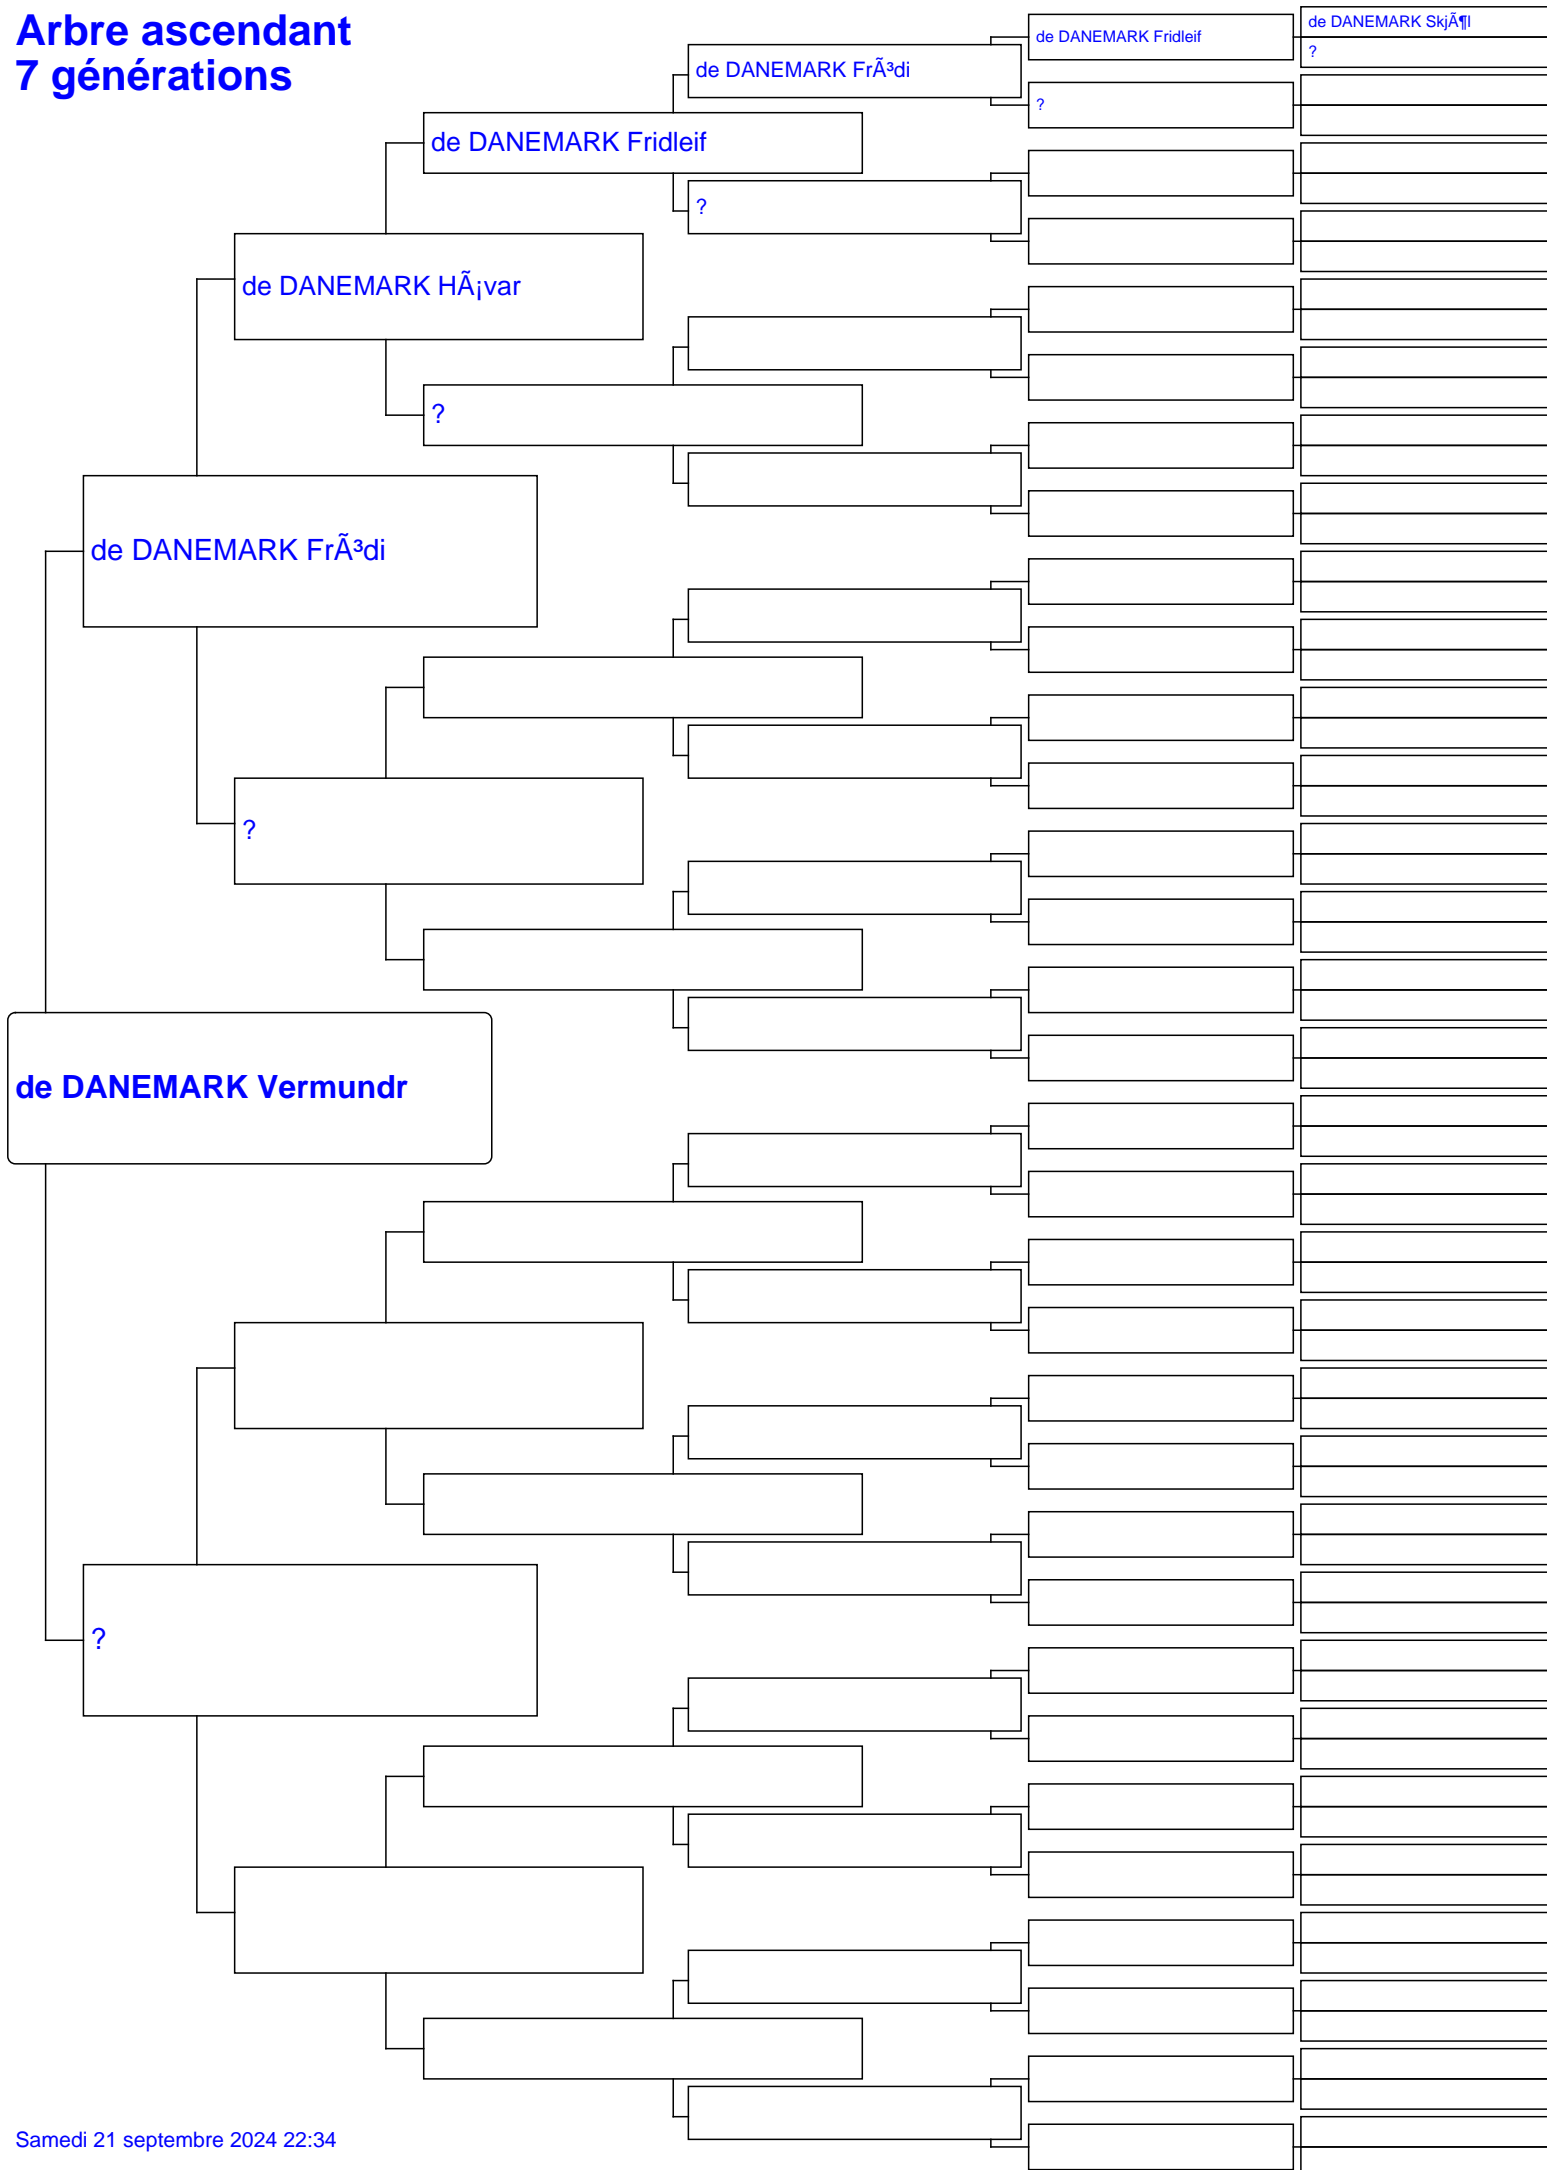 Arbre ascendant
7 générations
de DANEMARK SkjÃ¶l
?
de DANEMARK Fridleif
de DANEMARK FrÃ³di
?
de DANEMARK Fridleif
?
de DANEMARK HÃ¡var
?
de DANEMARK FrÃ³di
?
de DANEMARK Vermundr
?
Samedi 21 septembre 2024 22:34